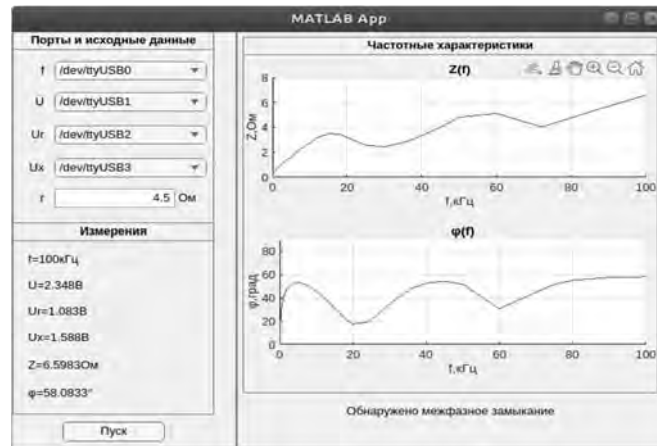 MATLAB App
Порты и исходные данные
f /dev/ttyUSB0
U /dev/ttyUSB1
Ur /dev/ttyUSB2
Ux /dev/ttyUSB3
r 4.5 Ом
Измерения
f=100кГц
U=2.348В
Ur=1.083В
Ux=1.588В
Z=6.5983Ом
φ=58.0833°
Пуск
Частотные характеристики
Z(f)
Z,Ом
8
6
4
2
0
0 20 40 60 80 100
f,кГц
φ(f)
φ,град
80
60
40
20
0
0 20 40 60 80 100
f,кГц
Обнаружено межфазное замыкание